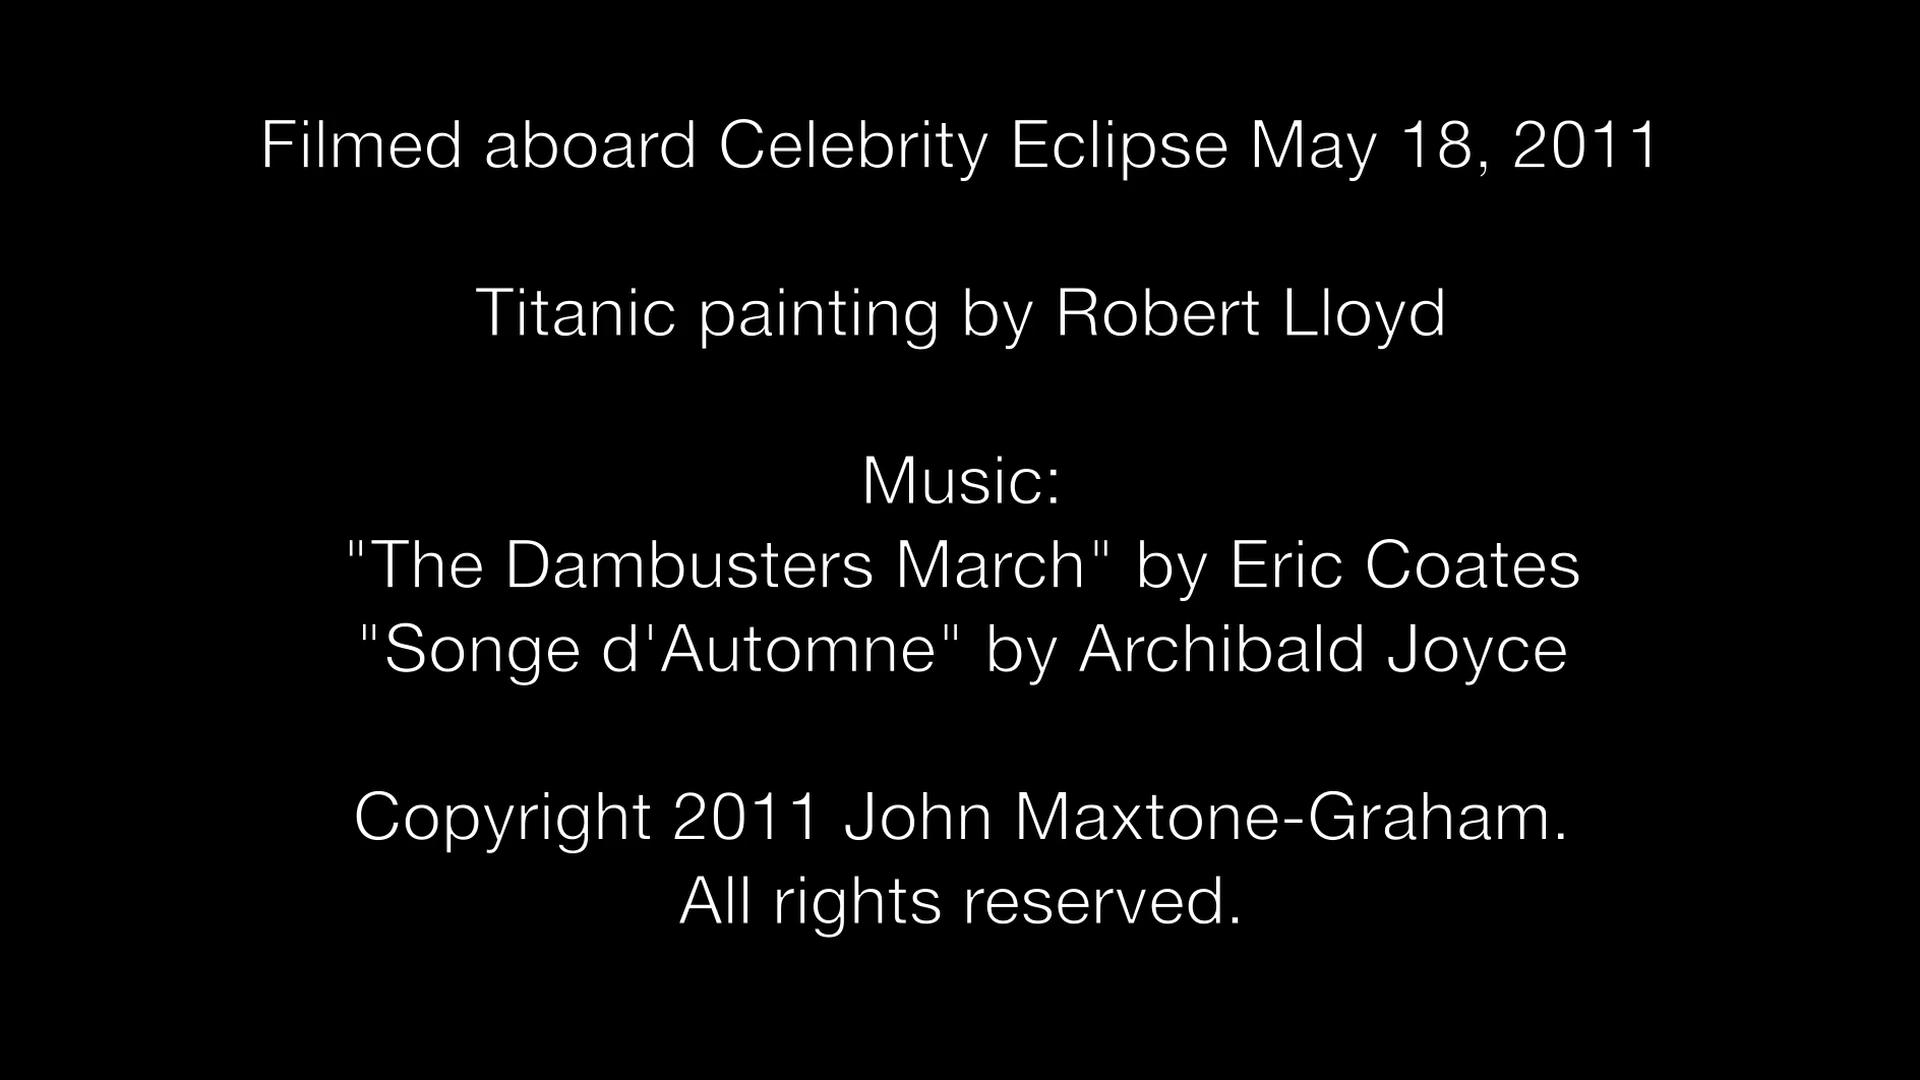 Filmed aboard Celebrity Eclipse May 18, 2011
Titanic painting by Robert Lloyd
Music:
"The Dambusters March" by Eric Coates
"Songe d'Automne" by Archibald Joyce
Copyright 2011 John Maxtone-Graham.
All rights reserved.